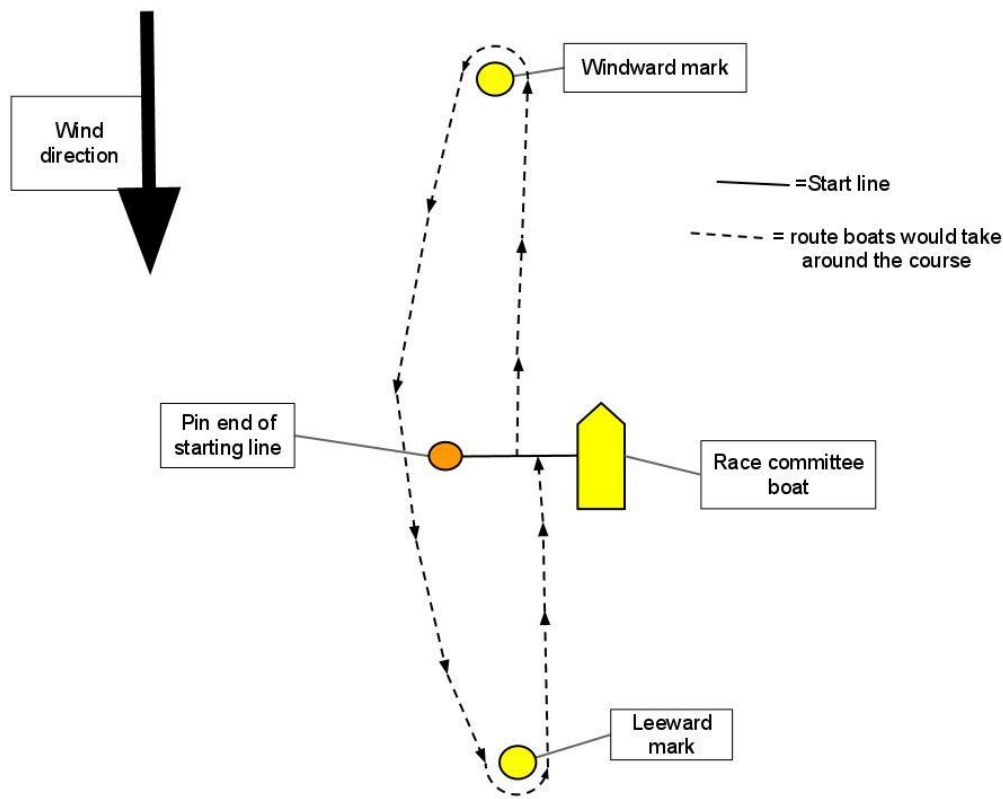 Windward mark
Wind
direction
=Start line
= route boats would take
around the course
Pin end of
starting line
Race committee
boat
Leeward
mark